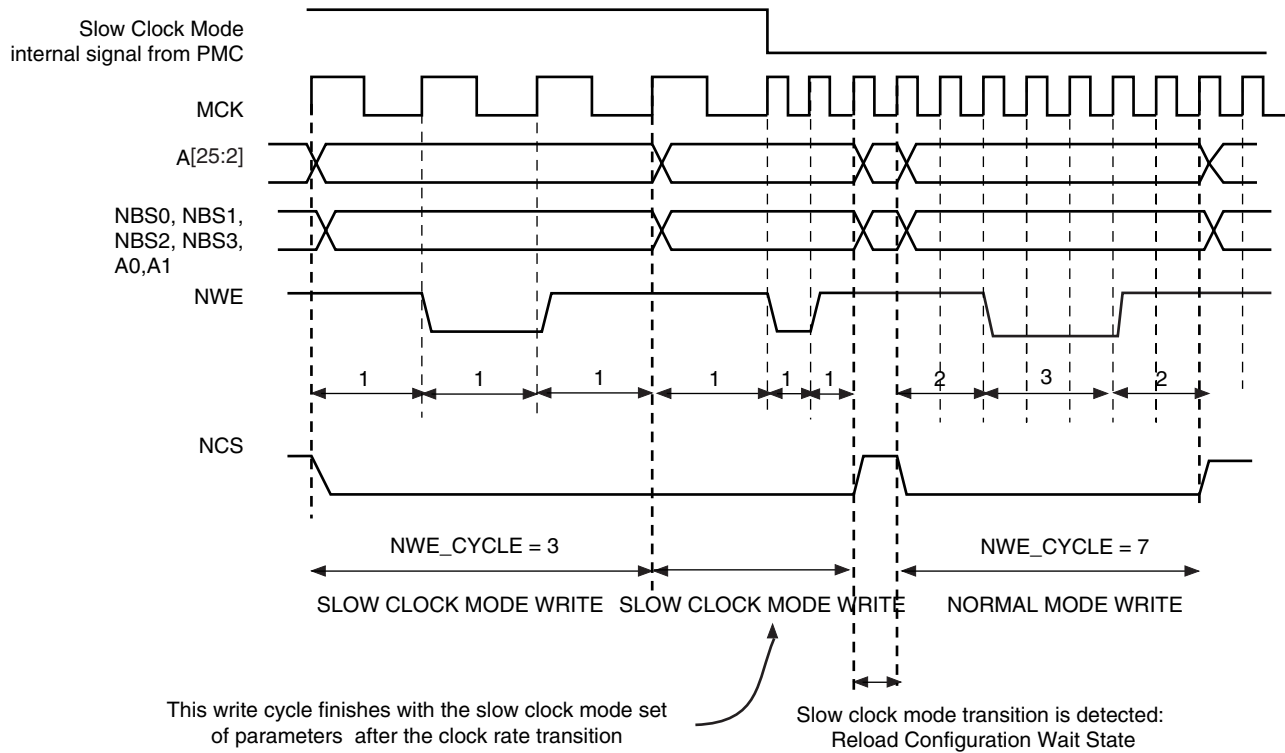 Slow Clock Mode
internal signal from PMC
MCK
A[25:2]
NBS0, NBS1,
NBS2, NBS3,
A0,A1
NWE
1 1 1 1 1 1 2 3 2
NCS
NWE_CYCLE = 3 NWE_CYCLE = 7
SLOW CLOCK MODE WRITE SLOW CLOCK MODE WRITE NORMAL MODE WRITE
This write cycle finishes with the slow clock mode set
of parameters after the clock rate transition
Slow clock mode transition is detected:
Reload Configuration Wait State